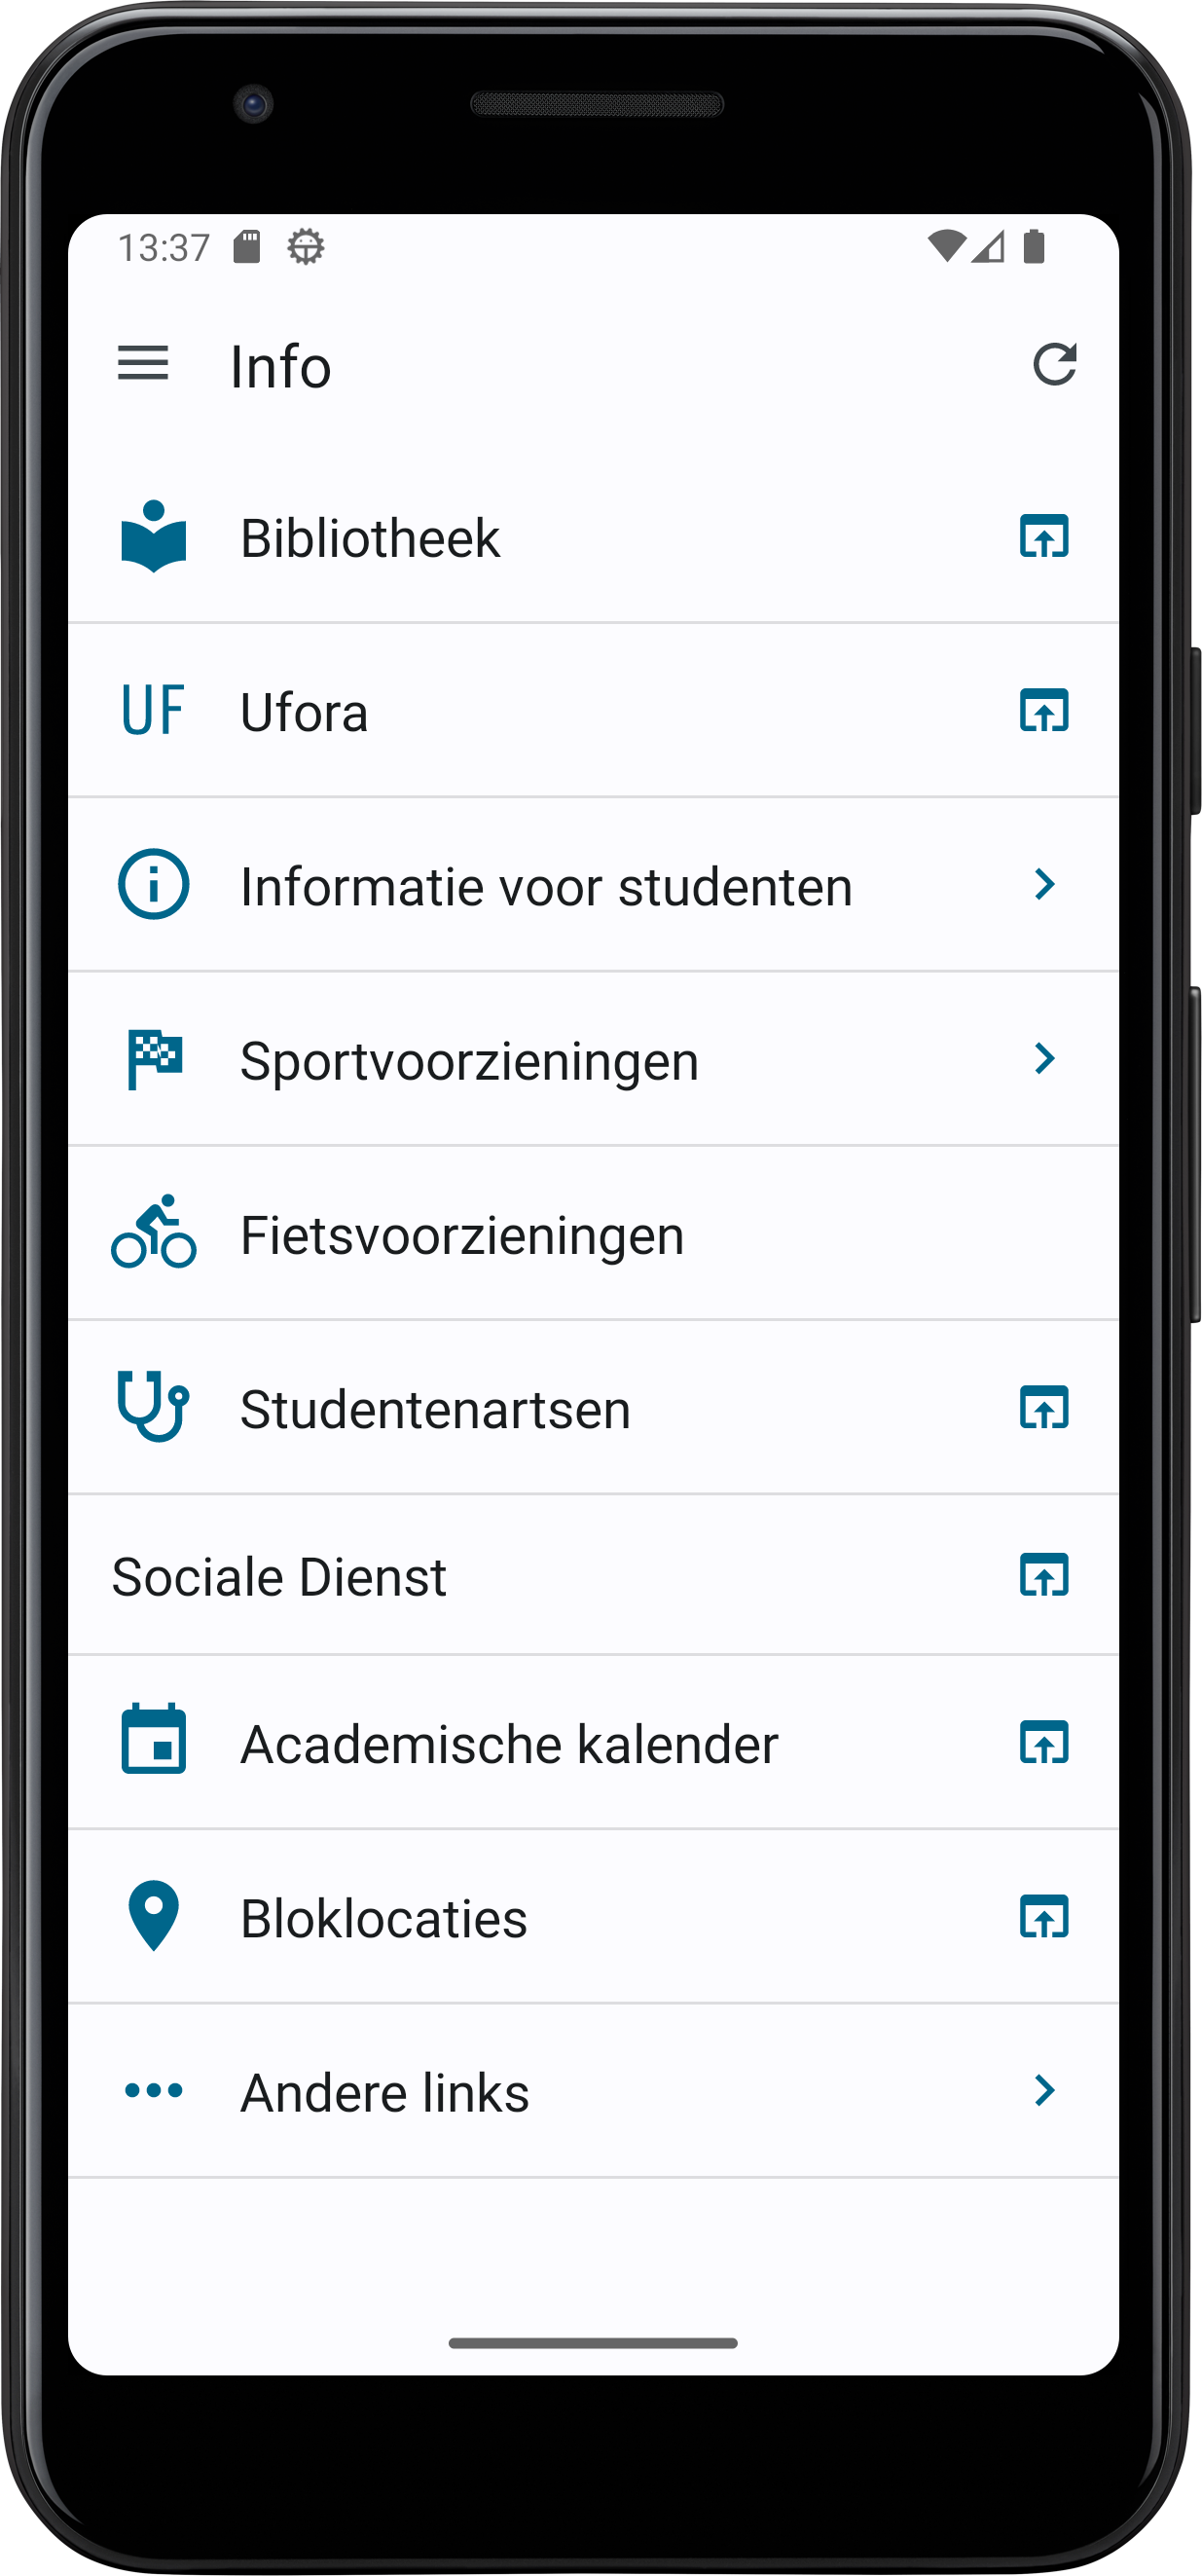 13:37
Info
Bibliotheek
UF Ufora
Informatie voor studenten
Sportvoorzieningen
Fietsvoorzieningen
Studentenartsen
Sociale Dienst
Academische kalender
Bloklocaties
Andere links